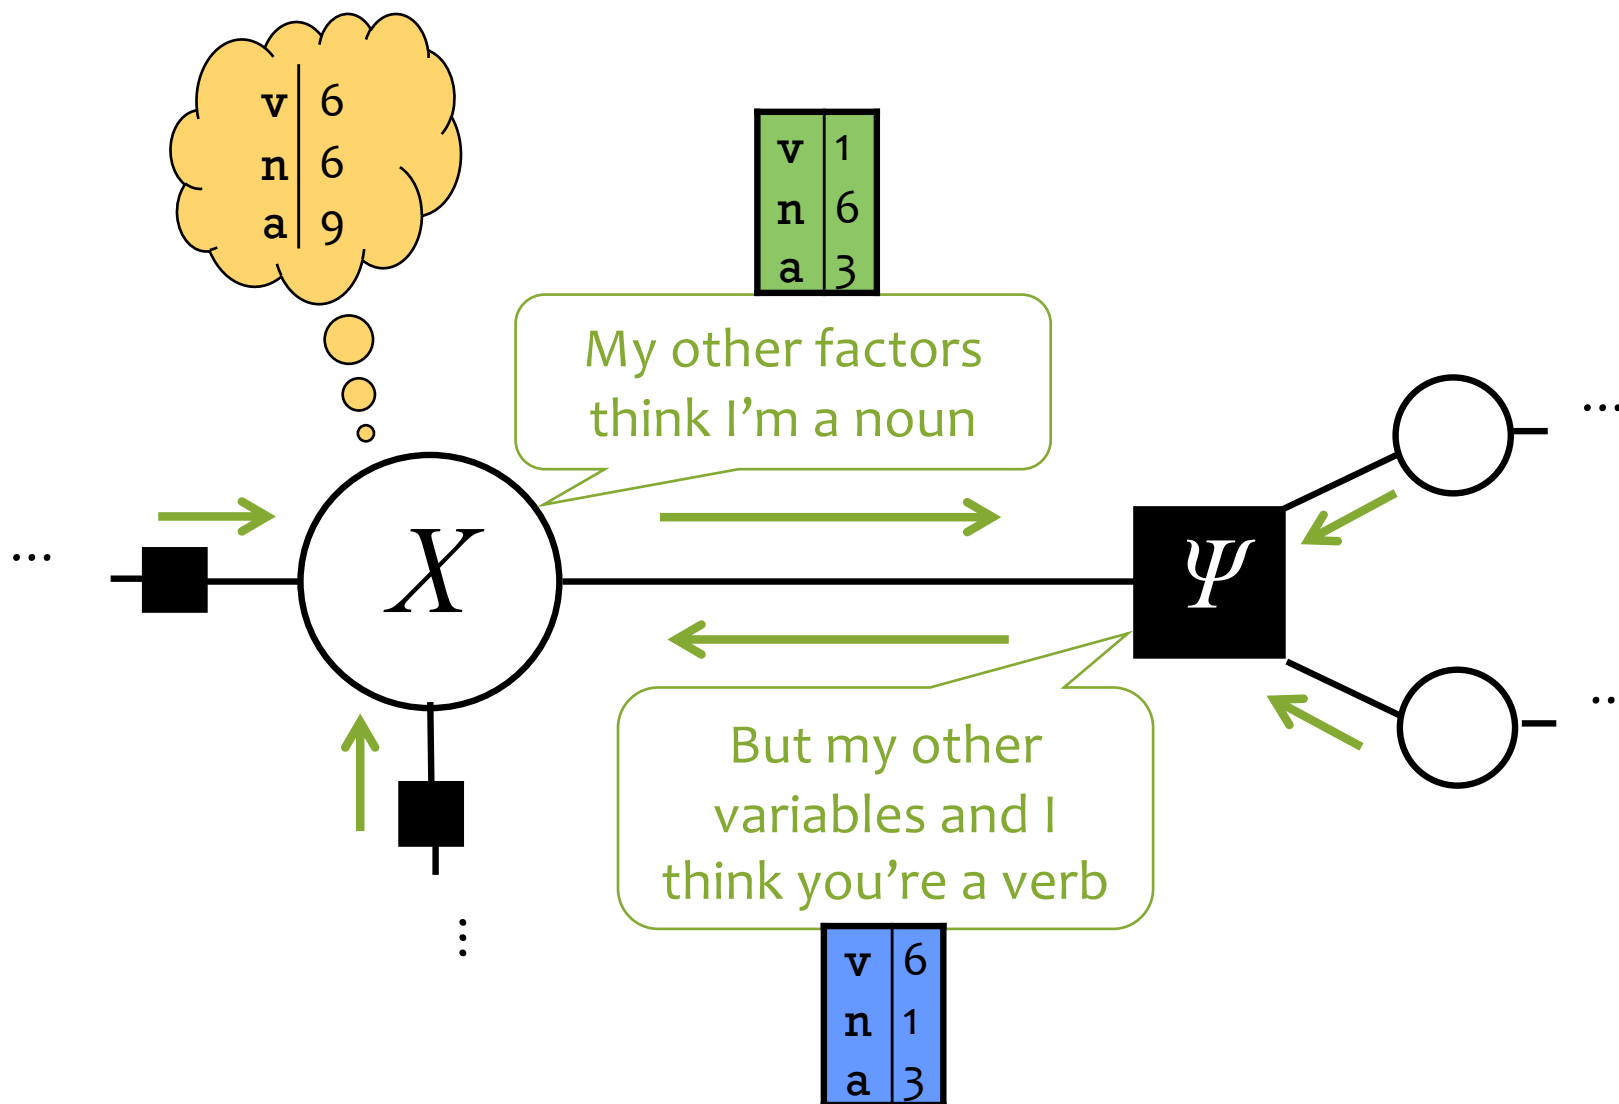 v 6
n 6
a 9
v 1
n 6
a 3
My other factors
think I'm a noun
...
...
X
Ψ
...
But my other
variables and I
think you're a verb
...
v 6
n 1
a 3